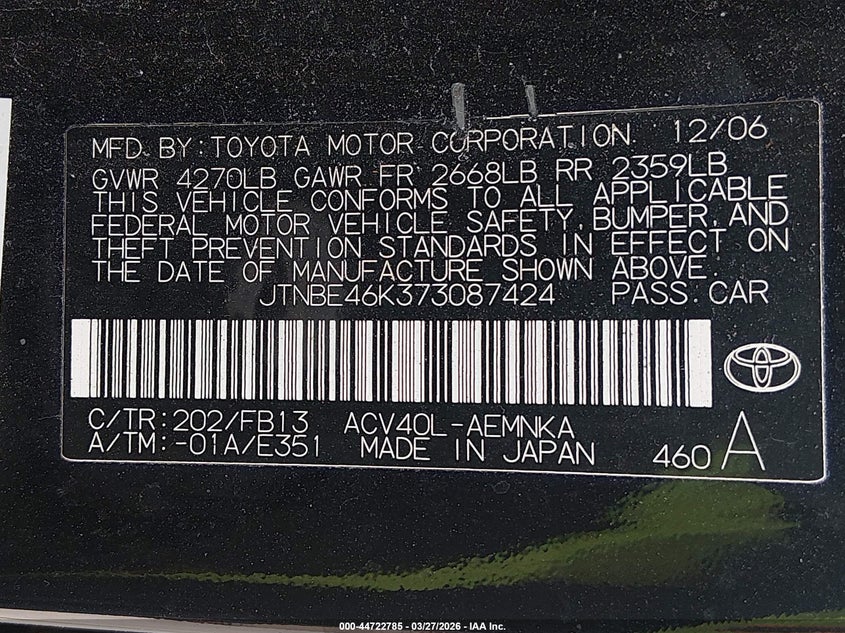 MFD BY: TOYOTA MOTOR CORPORATION 12/06
GVWR 4270LB GAWR FR 2668LB RR 2359LB
THIS VEHICLE CONFORMS TO ALL APPLICABLE
FEDERAL MOTOR VEHICLE SAFETY, BUMPER, AND
THEFT PREVENTION STANDARDS IN EFFECT ON
THE DATE OF MANUFACTURE SHOWN ABOVE.
JTNBE46K373087424 PASS.CAR
C/TR:202/FB13 ACV40L-AEMNKA
A/TM:-01A/E351 MADE IN JAPAN 460 A
000-44722785 - 03/27/2026 - IAA Inc.